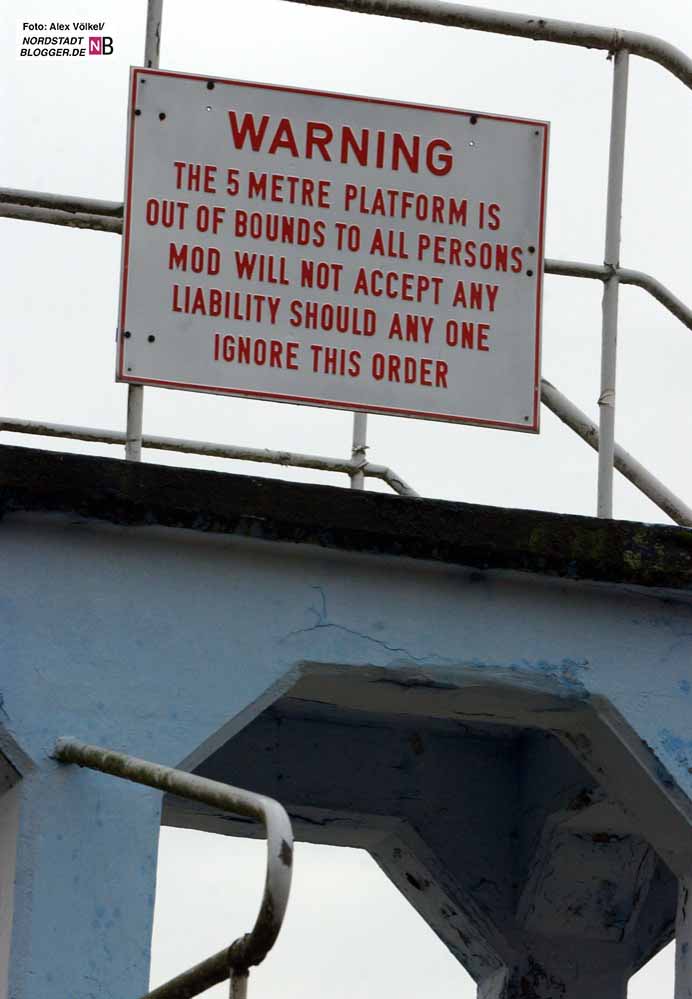 Foto: Alex Völkel/
NORDSTADT
BLOGGER.DE NB
WARNING
THE 5 METRE PLATFORM IS
OUT OF BOUNDS TO ALL PERSONS
MOD WILL NOT ACCEPT ANY
LIABILITY SHOULD ANY ONE
IGNORE THIS ORDER